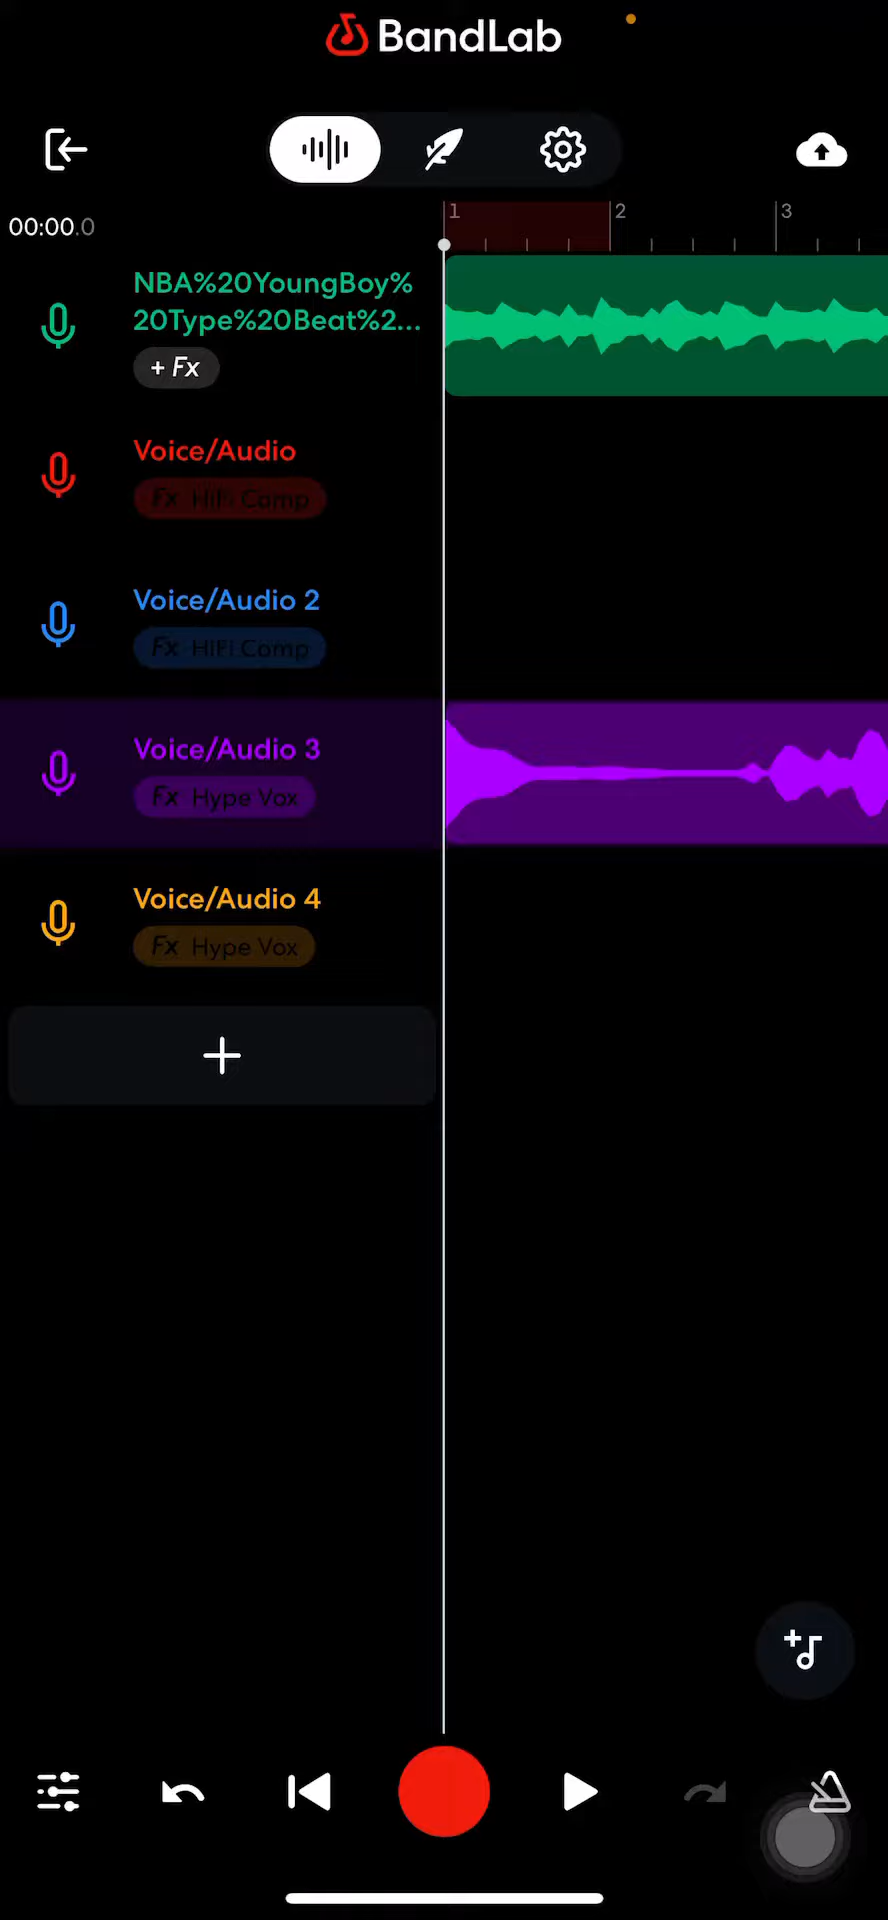 BandLab
00:00.0
1
2
3
NBA%20YoungBoy%
20Type%20Beat%2...
+ Fx
Voice/Audio
Fx HiFi Comp
Voice/Audio 2
Fx HiFi Comp
Voice/Audio 3
Fx Hype Vox
Voice/Audio 4
Fx Hype Vox